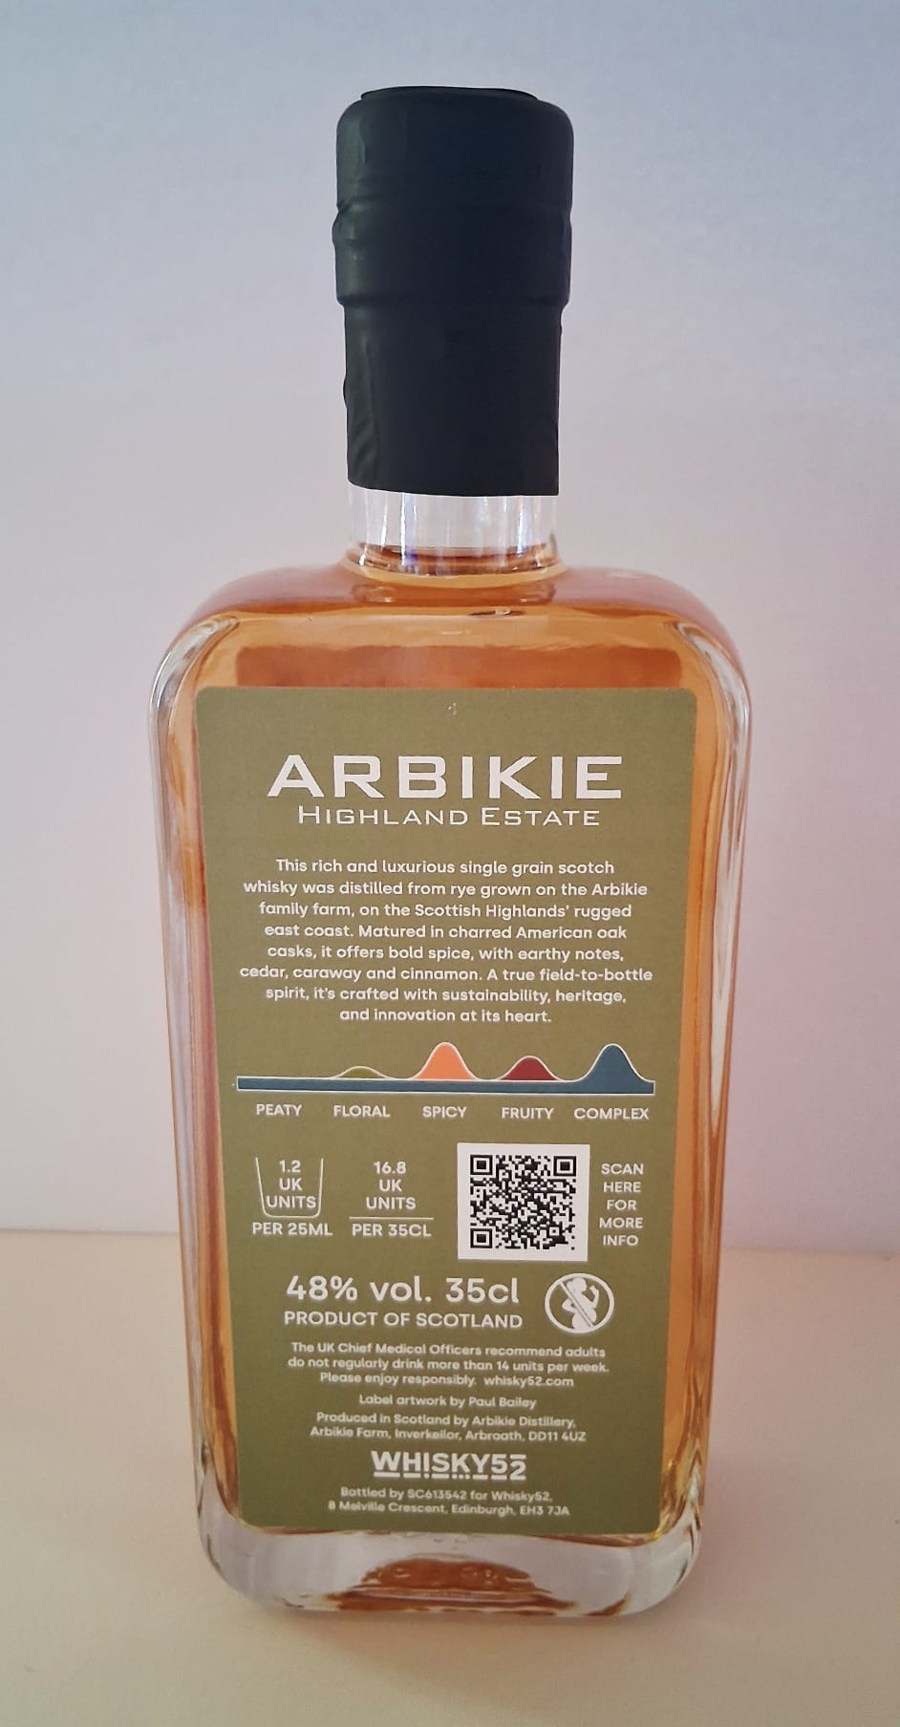 ARBIKIE
HIGHLAND ESTATE
This rich and luxurious single grain scotch
whisky was distilled from rye grown on the Arbikie
family farm, on the Scottish Highlands' rugged
east coast. Matured in charred American oak
casks, it offers bold spice, with earthy notes,
cedar, caraway and cinnamon. A true field-to-bottle
spirit, it's crafted with sustainability, heritage,
and innovation at its heart.
PEATY FLORAL SPICY FRUITY COMPLEX
1.2
UK
UNITS
PER 25ML
16.8
UK
UNITS
PER 35CL
SCAN
HERE
FOR
MORE
INFO
48% vol. 35cl
PRODUCT OF SCOTLAND
The UK Chief Medical Officers recommend adults
do not regularly drink more than 14 units per week.
Please enjoy responsibly. whisky52.com
Label artwork by Paul Bailey
Produced in Scotland by Arbikie Distillery,
Arbikie Farm, Inverkeilor, Arbroath, DD11 4UZ
WHISKY52
Bottled by SC613542 for Whisky52,
8 Melville Crescent, Edinburgh, EH3 7JA